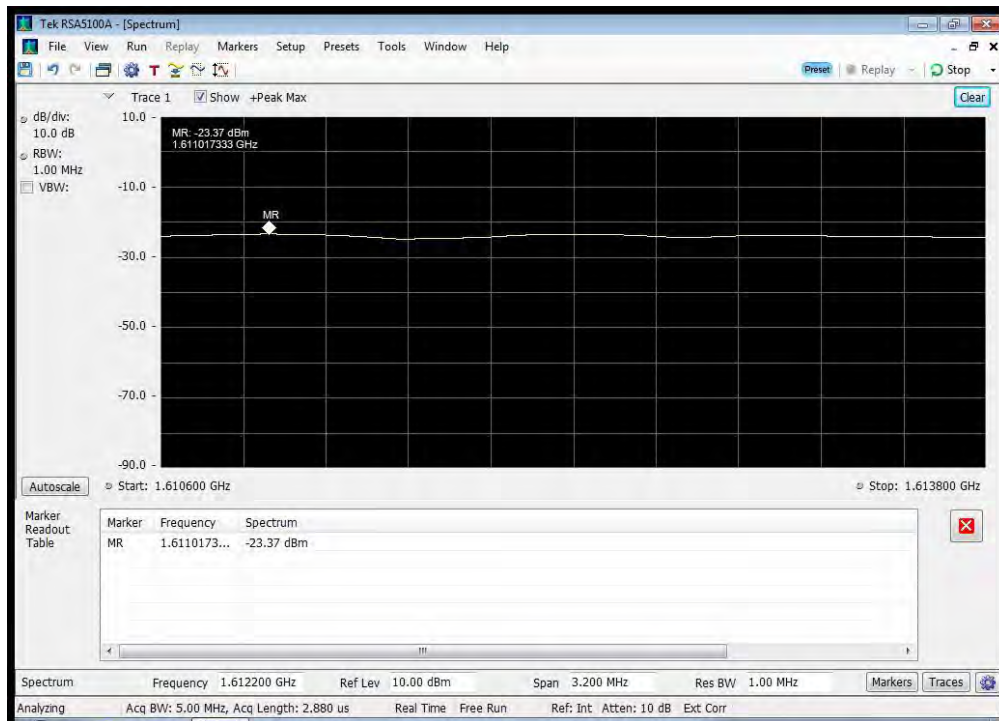 Tek RSA5100A - [Spectrum]
File View Run Replay Markers Setup Presets Tools Window Help
Preset Replay Stop
Trace 1 Show +Peak Max Clear
dB/div:
10.0 dB
RBW:
1.00 MHz
VBW:
10.0
MR: -23.37 dBm
1.611017333 GHz
-10.0
MR
-30.0
-50.0
-70.0
-90.0
Autoscale Start: 1.610600 GHz Stop: 1.613800 GHz
Marker
Readout
Table
Marker Frequency Spectrum
MR 1.6110173... -23.37 dBm
Spectrum Frequency 1.612200 GHz Ref Lev 10.00 dBm Span 3.200 MHz Res BW 1.00 MHz Markers Traces
Analyzing Acq BW: 5.00 MHz, Acq Length: 2.880 us Real Time Free Run Ref: Int Atten: 10 dB Ext Corr